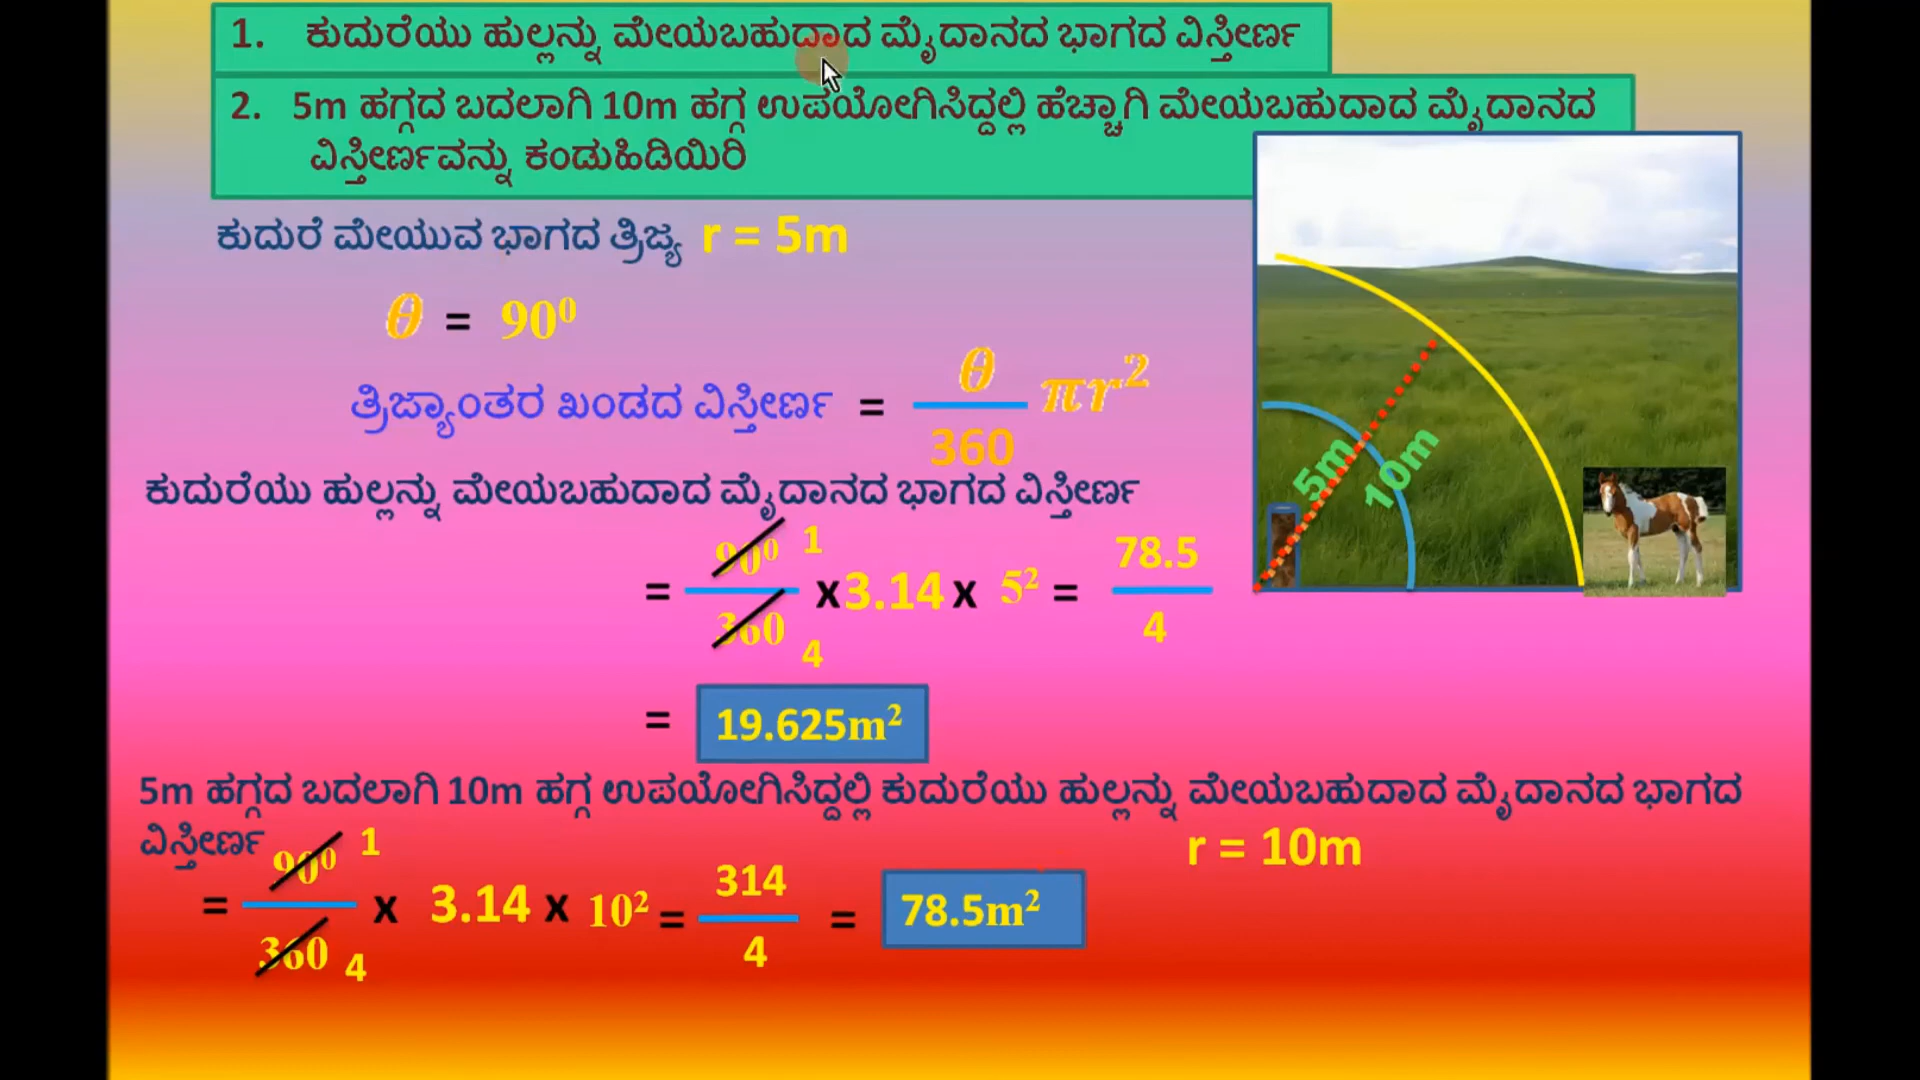 1. ಕುದುರೆಯು ಹುಲ್ಲನ್ನು ಮೇಯಬಹುದಾದ ಮೈದಾನದ ಭಾಗದ ವಿಸ್ತೀರ್ಣ
2. 5m ಹಗ್ಗದ ಬದಲಾಗಿ 10m ಹಗ್ಗ ಉಪಯೋಗಿಸಿದ್ದಲ್ಲಿ ಹೆಚ್ಚಾಗಿ ಮೇಯಬಹುದಾದ ಮೈದಾನದ
ವಿಸ್ತೀರ್ಣವನ್ನು ಕಂಡುಹಿಡಿಯಿರಿ
ಕುದುರೆ ಮೇಯುವ ಭಾಗದ ತ್ರಿಜ್ಯ r = 5m
θ = 90⁰
ತ್ರಿಜ್ಯಾಂತರ ಖಂಡದ ವಿಸ್ತೀರ್ಣ = θ/360 πr²
5m 10m
ಕುದುರೆಯು ಹುಲ್ಲನ್ನು ಮೇಯಬಹುದಾದ ಮೈದಾನದ ಭಾಗದ ವಿಸ್ತೀರ್ಣ
= 90⁰ 1 / 360 4 x 3.14 x 5² = 78.5/4
= 19.625m²
5m ಹಗ್ಗದ ಬದಲಾಗಿ 10m ಹಗ್ಗ ಉಪಯೋಗಿಸಿದ್ದಲ್ಲಿ ಕುದುರೆಯು ಹುಲ್ಲನ್ನು ಮೇಯಬಹುದಾದ ಮೈದಾನದ ಭಾಗದ
ವಿಸ್ತೀರ್ಣ r = 10m
= 90⁰ 1 / 360 4 x 3.14 x 10² = 314/4 = 78.5m²